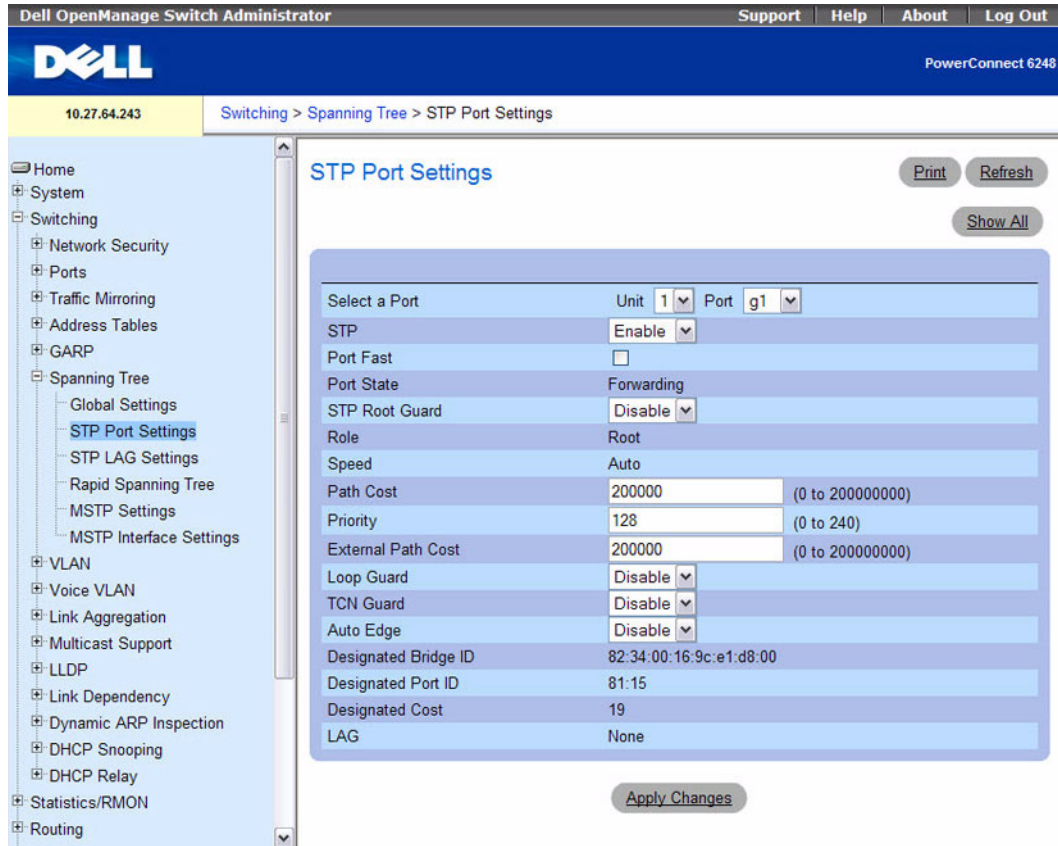 Dell OpenManage Switch Administrator
Support Help About Log Out
DELL
PowerConnect 6248
10.27.64.243
Switching > Spanning Tree > STP Port Settings
Home
System
Switching
Network Security
Ports
Traffic Mirroring
Address Tables
GARP
Spanning Tree
Global Settings
STP Port Settings
STP LAG Settings
Rapid Spanning Tree
MSTP Settings
MSTP Interface Settings
VLAN
Voice VLAN
Link Aggregation
Multicast Support
LLDP
Link Dependency
Dynamic ARP Inspection
DHCP Snooping
DHCP Relay
Statistics/RMON
Routing
STP Port Settings
Print Refresh
Show All
Select a Port Unit 1 Port g1
STP Enable
Port Fast
Port State Forwarding
STP Root Guard Disable
Role Root
Speed Auto
Path Cost 200000 (0 to 200000000)
Priority 128 (0 to 240)
External Path Cost 200000 (0 to 200000000)
Loop Guard Disable
TCN Guard Disable
Auto Edge Disable
Designated Bridge ID 82:34:00:16:9c:e1:d8:00
Designated Port ID 81:15
Designated Cost 19
LAG None
Apply Changes